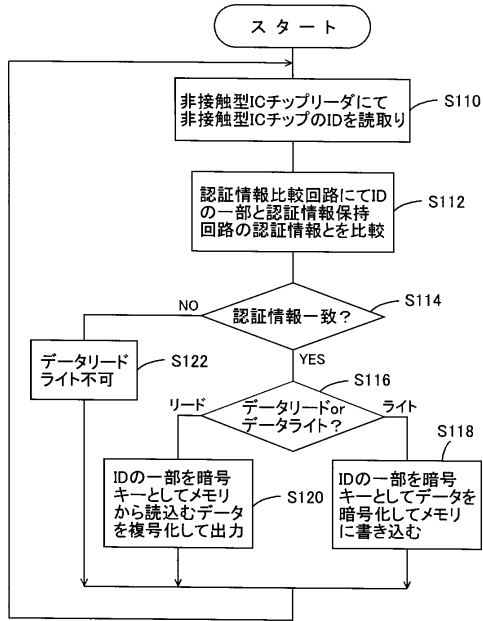 スタート
非接触型ICチップリーダにて
非接触型ICチップのIDを読取り
S110
認証情報比較回路にてID
の一部と認証情報保持
回路の認証情報とを比較
S112
認証情報一致？
S114
NO
YES
データリード
ライト不可
S122
データリードor
データライト？
S116
リード
ライト
IDの一部を暗号
キーとしてメモリ
から読込むデータ
を複号化して出力
S120
IDの一部を暗号
キーとしてデータを
暗号化してメモリ
に書き込む
S118